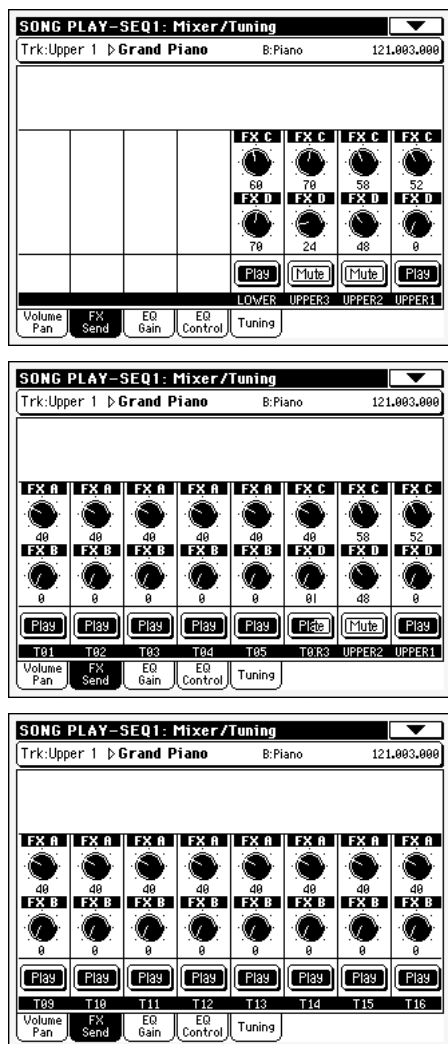 SONG PLAY-SEQ1: Mixer/Tuning
Trk:Upper 1 ▷Grand Piano B:Piano 121.003.000
FX C FX C FX C FX C
60 70 58 52
FX D FX D FX D FX D
70 24 48 0
Play Mute Mute Play
LOWER UPPER3 UPPER2 UPPER1
Volume Pan FX Send EQ Gain EQ Control Tuning
SONG PLAY-SEQ1: Mixer/Tuning
Trk:Upper 1 ▷Grand Piano B:Piano 121.003.000
FX A FX A FX A FX A FX A FX C FX C FX C
40 40 40 40 40 40 58 52
FX B FX B FX B FX B FX B FX D FX D FX D
0 0 0 0 0 48 0
Play Play Play Play Play Mute Play
T01 T02 T03 T04 T05 UPPER2 UPPER1
Volume Pan FX Send EQ Gain EQ Control Tuning
SONG PLAY-SEQ1: Mixer/Tuning
Trk:Upper 1 ▷Grand Piano B:Piano 121.003.000
FX A FX A FX A FX A FX A FX A FX A FX A
40 40 40 40 40 40 40 40
FX B FX B FX B FX B FX B FX B FX B FX B
0 0 0 0 0 0 0 0
Play Play Play Play Play Play Play Play
T09 T10 T11 T12 T13 T14 T15 T16
Volume Pan FX Send EQ Gain EQ Control Tuning